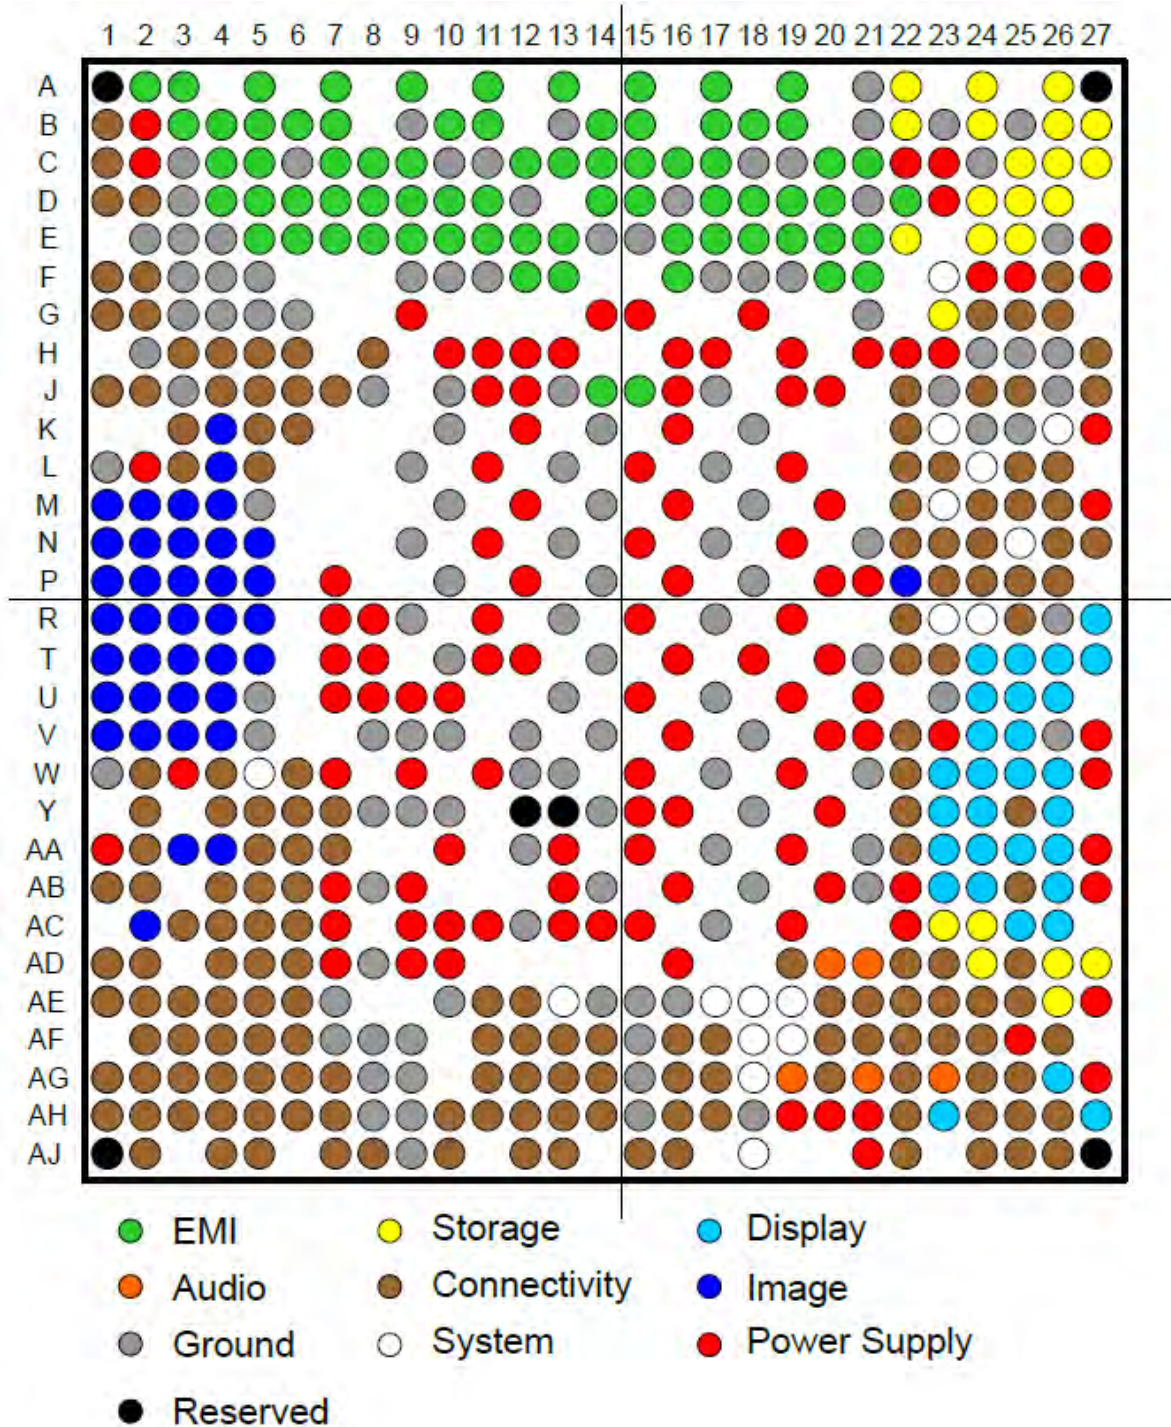 1 2 3 4 5 6 7 8 9 10 11 12 13 14 15 16 17 18 19 20 21 22 23 24 25 26 27
A
B
C
D
E
F
G
H
J
K
L
M
N
P
R
T
U
V
W
Y
AA
AB
AC
AD
AE
AF
AG
AH
AJ
EMI Storage Display
Audio Connectivity Image
Ground System Power Supply
Reserved